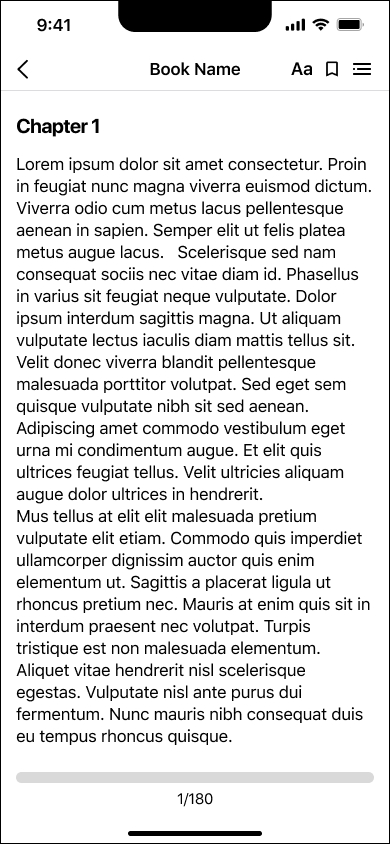 9:41
Book Name
Aa
Chapter 1
Lorem ipsum dolor sit amet consectetur. Proin
in feugiat nunc magna viverra euismod dictum.
Viverra odio cum metus lacus pellentesque
aenean in sapien. Semper elit ut felis platea
metus augue lacus.   Scelerisque sed nam
consequat sociis nec vitae diam id. Phasellus
in varius sit feugiat neque vulputate. Dolor
ipsum interdum sagittis magna. Ut aliquam
vulputate lectus iaculis diam mattis tellus sit.
Velit donec viverra blandit pellentesque
malesuada porttitor volutpat. Sed eget sem
quisque vulputate nibh sit sed aenean.
Adipiscing amet commodo vestibulum eget
urna mi condimentum augue. Et elit quis
ultrices feugiat tellus. Velit ultricies aliquam
augue dolor ultrices in hendrerit.
Mus tellus at elit elit malesuada pretium
vulputate elit etiam. Commodo quis imperdiet
ullamcorper dignissim auctor quis enim
elementum ut. Sagittis a placerat ligula ut
rhoncus pretium nec. Mauris at enim quis sit in
interdum praesent nec volutpat. Turpis
tristique est non malesuada elementum.
Aliquet vitae hendrerit nisl scelerisque
egestas. Vulputate nisl ante purus dui
fermentum. Nunc mauris nibh consequat duis
eu tempus rhoncus quisque.
1/180